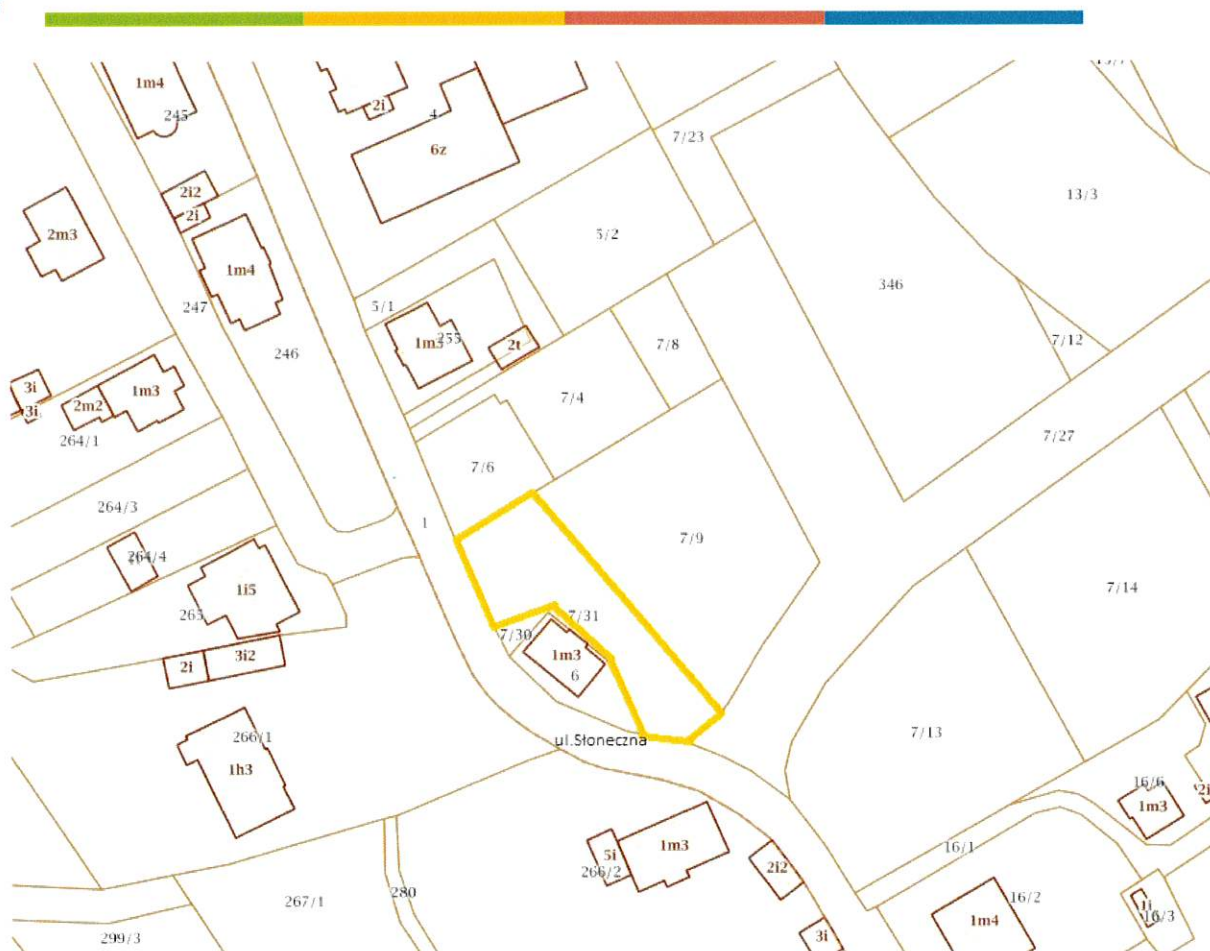 1m4
245
2i
4
6z
7/23
13/3
2i2
2i
2m3
1m4
5/2
247
5/1
346
1m3
255
2t
246
7/8
7/12
3i
3i
2m2
1m3
264/1
7/4
7/27
7/6
264/3
1
7/9
264/4
7/14
1i5
265
7/31
7/30
1m3
6
2i
3i2
ul.Słoneczna
7/13
266/1
1h3
16/6
1m3
2i
5i
1m3
266/2
2i2
16/1
280
267/1
16/2
1i
16/3
1m4
299/3
3i